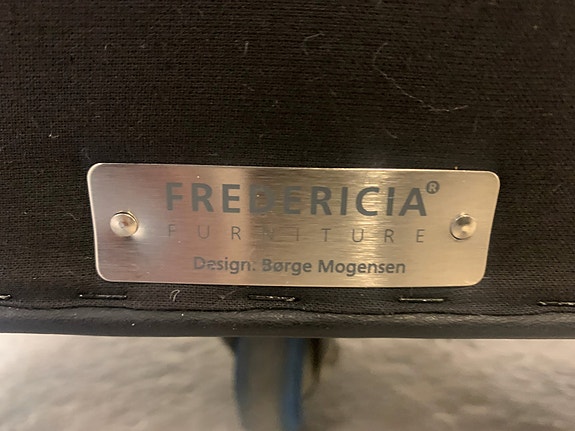 FREDERICIA®
FURNITURE
Design: Børge Mogensen